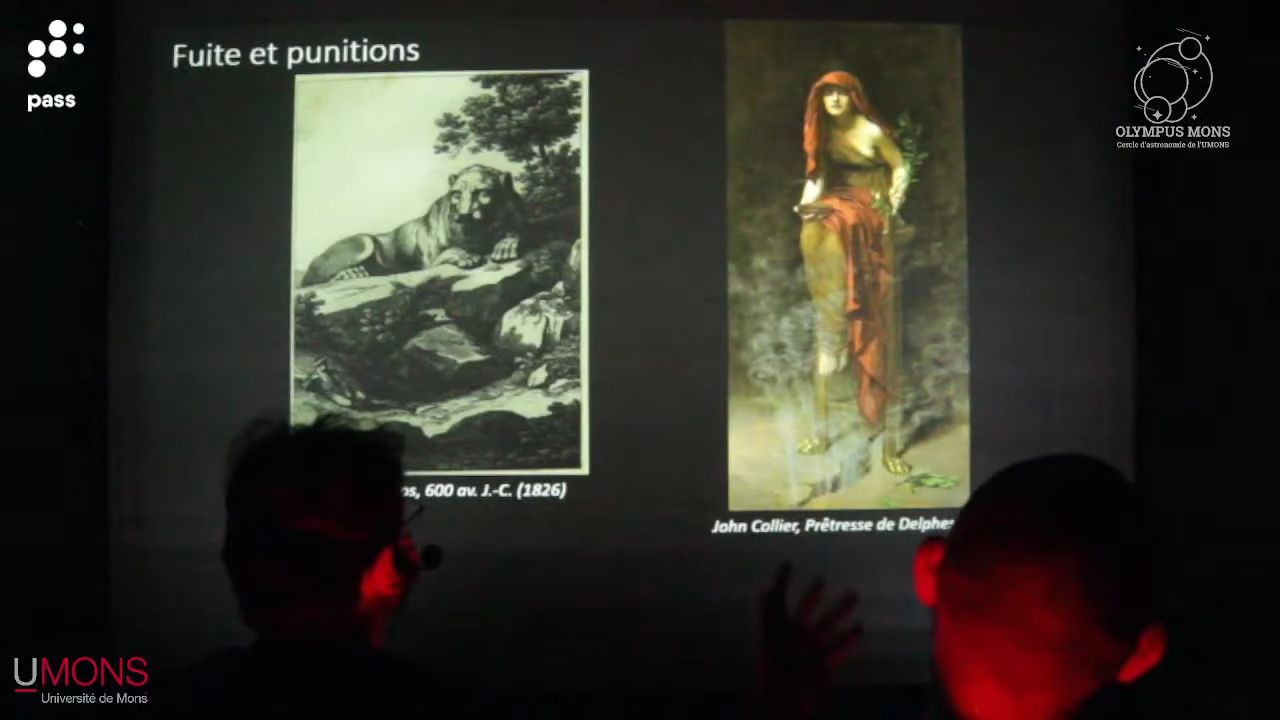 Fuite et punitions
pass
OLYMPUS MONS
Cercle d'astronomie de l'UMONS
600 av. J.-C. (1826)
John Collier, Prêtresse de Delphes
UMONS
Université de Mons